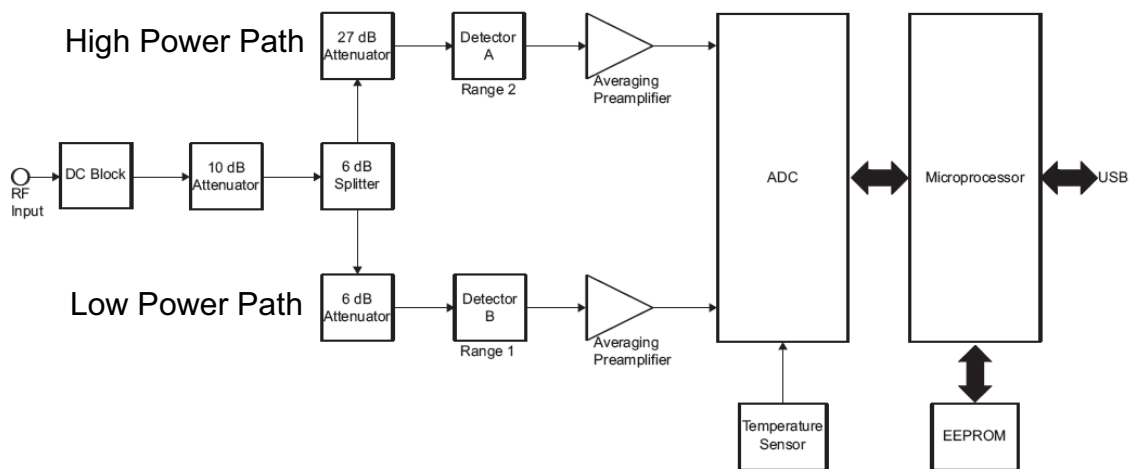 High Power Path
27 dB
Attenuator
Detector
A
Range 2
Averaging
Preamplifier
RF
Input
DC Block
10 dB
Attenuator
6 dB
Splitter
ADC
Microprocessor
USB
Low Power Path
6 dB
Attenuator
Detector
B
Range 1
Averaging
Preamplifier
Temperature
Sensor
EEPROM